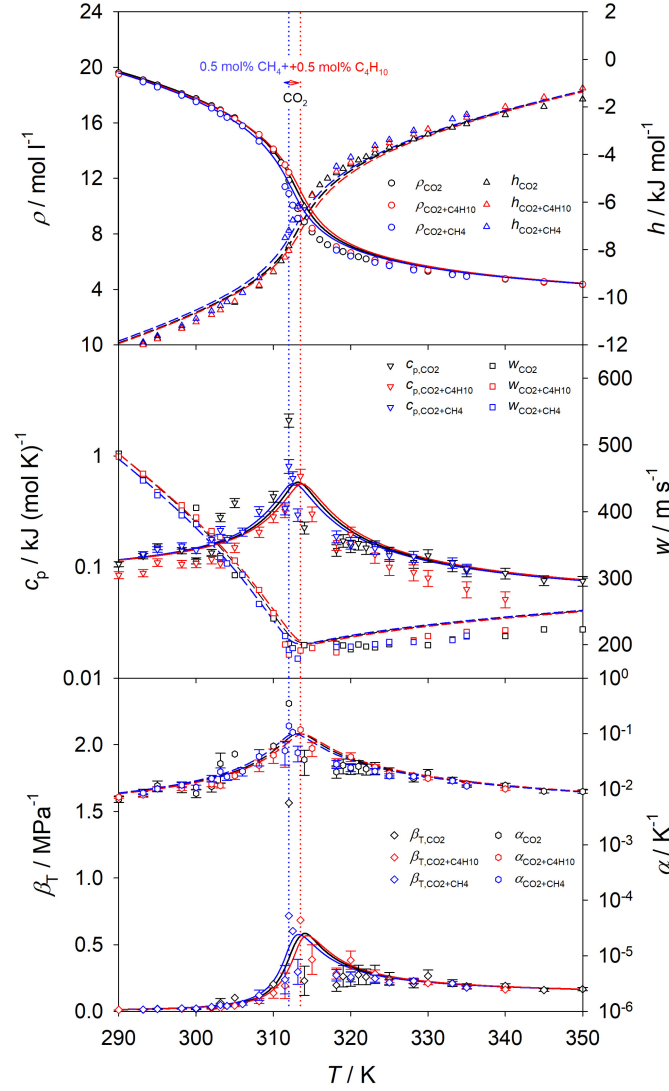 24
20
16
12
8
4
10
ρ / mol l⁻¹
2
0
-2
-4
-6
-8
-10
-12
h / kJ mol⁻¹
0.5 mol% CH₄+ +0.5 mol% C₄H₁₀
CO₂
ρCO2 hCO2
ρCO2+C4H10 hCO2+C4H10
ρCO2+CH4 hCO2+CH4
1
0.1
0.01
cp / kJ (mol K)⁻¹
600
500
400
300
200
w / m s⁻¹
cp,CO2 wCO2
cp,CO2+C4H10 wCO2+C4H10
cp,CO2+CH4 wCO2+CH4
2.0
1.5
1.0
0.5
0.0
βT / MPa⁻¹
10⁰
10⁻¹
10⁻²
10⁻³
10⁻⁴
10⁻⁵
10⁻⁶
α / K⁻¹
βT,CO2 αCO2
βT,CO2+C4H10 αCO2+C4H10
βT,CO2+CH4 αCO2+CH4
290 300 310 320 330 340 350
T / K